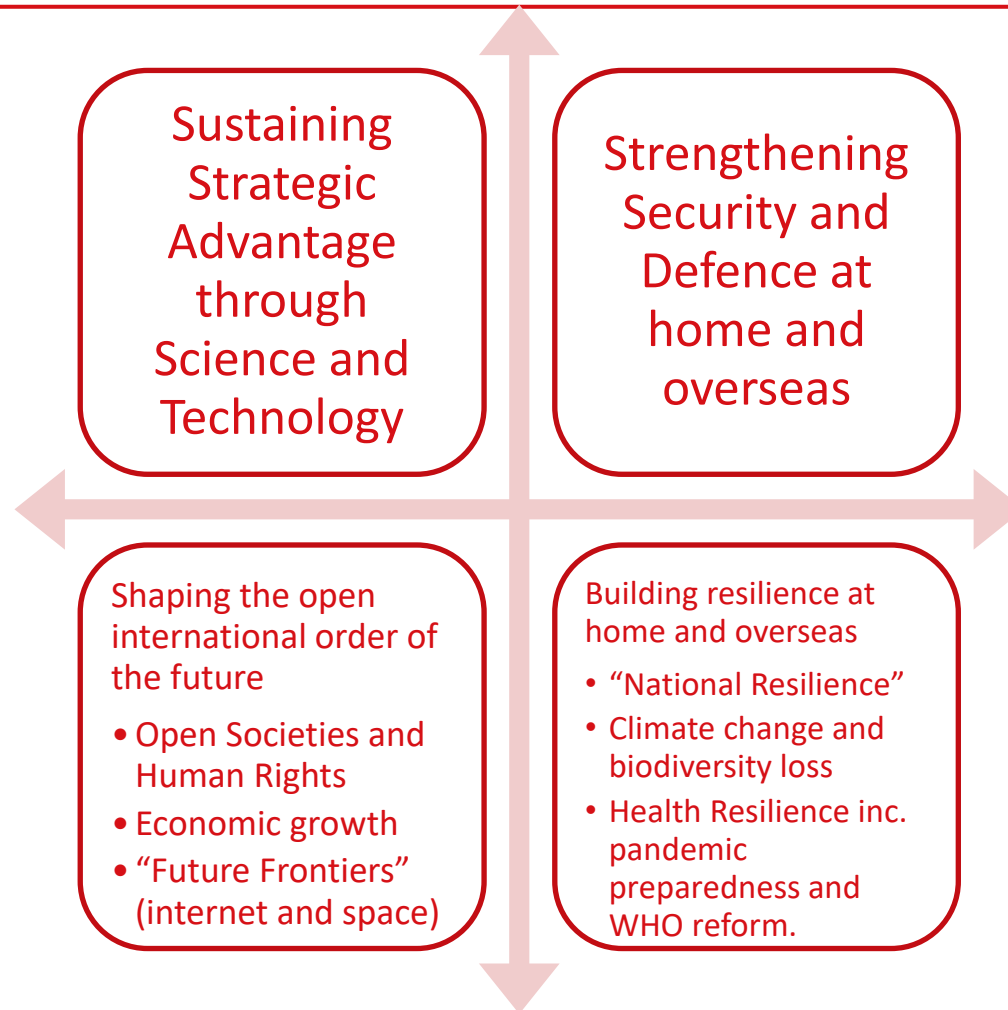 Sustaining
Strategic
Advantage
through
Science and
Technology
Strengthening
Security and
Defence at
home and
overseas
Shaping the open
international order of
the future
• Open Societies and
Human Rights
• Economic growth
• “Future Frontiers”
(internet and space)
Building resilience at
home and overseas
• “National Resilience”
• Climate change and
biodiversity loss
• Health Resilience inc.
pandemic
preparedness and
WHO reform.